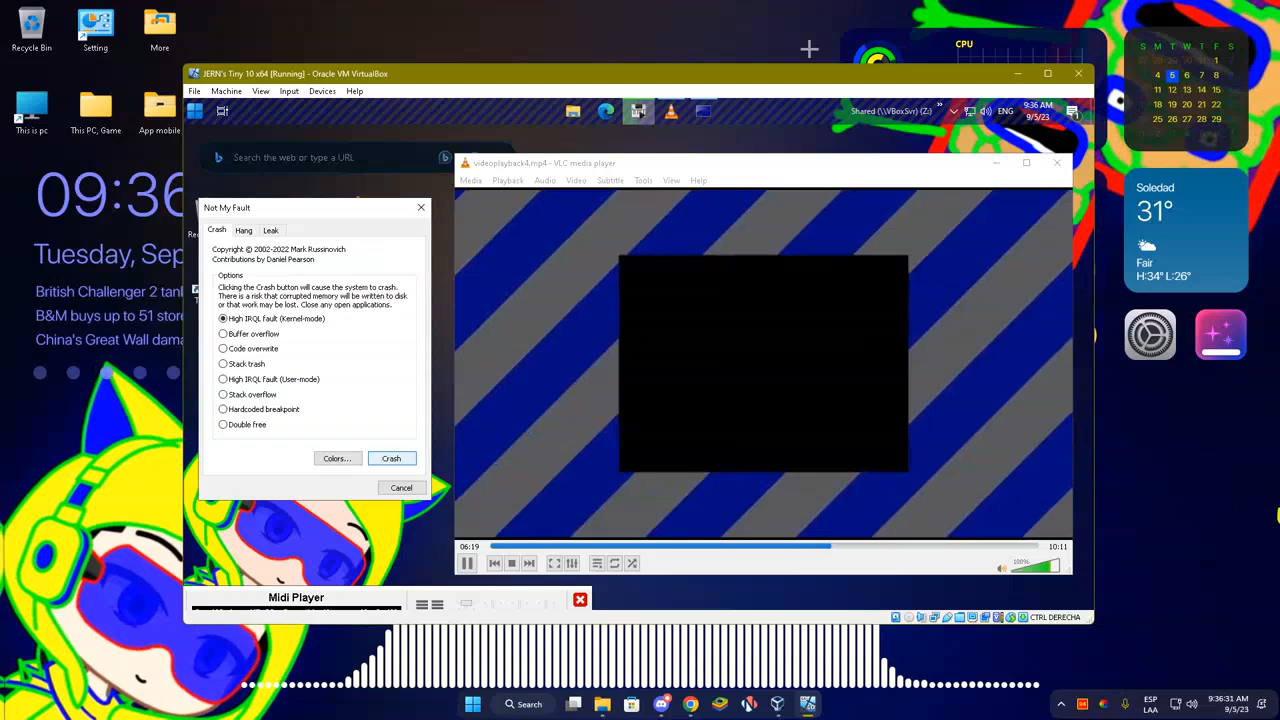 Recycle Bin
Setting
More
This is pc
This PC, Game
App mobile
09:36
Tuesday, Sep
British Challenger 2 tank
B&M buys up to 51 store
China's Great Wall dama
CPU
S M T W T F S
1
4 5 6 7 8
11 12 13 14 15
18 19 20 21 22
25 26 27 28 29
Soledad
31°
Fair
H:34° L:26°
JERN's Tiny 10 x64 [Running] - Oracle VM VirtualBox
File Machine View Input Devices Help
Shared (\\VBoxSvr) (Z:)
»
ENG
9:36 AM
9/5/23
1
Search the web or type a URL
Not My Fault
Crash Hang Leak
Copyright © 2002-2022 Mark Russinovich
Contributions by Daniel Pearson
Options
Clicking the Crash button will cause the system to crash.
There is a risk that corrupted memory will be written to disk
or that work may be lost. Close any open applications.
High IRQL fault (Kernel-mode)
Buffer overflow
Code overwrite
Stack trash
High IRQL fault (User-mode)
Stack overflow
Hardcoded breakpoint
Double free
Colors... Crash
Cancel
videoplayback4.mp4 - VLC media player
Media Playback Audio Video Subtitle Tools View Help
06:19
10:11
100%
Midi Player
CTRL DERECHA
Search
94
ESP
LAA
9:36:31 AM
9/5/23